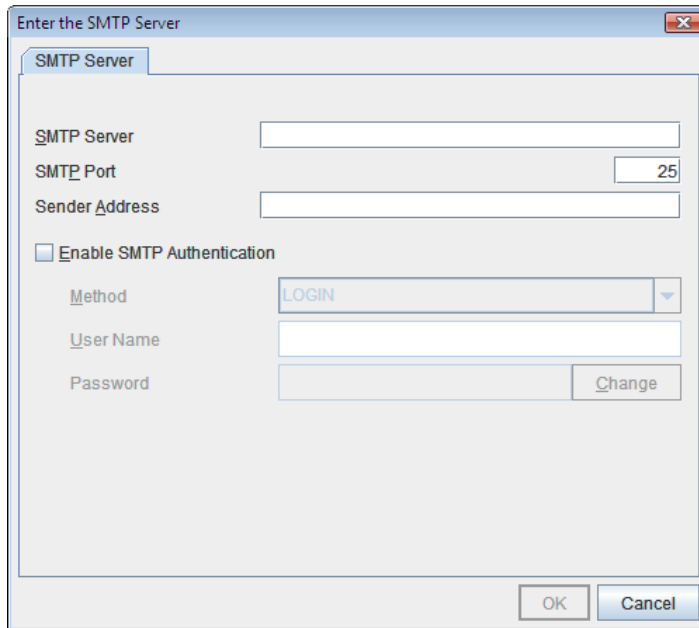 Enter the SMTP Server
SMTP Server
SMTP Server
SMTP Port 25
Sender Address
Enable SMTP Authentication
Method LOGIN
User Name
Password Change
OK Cancel